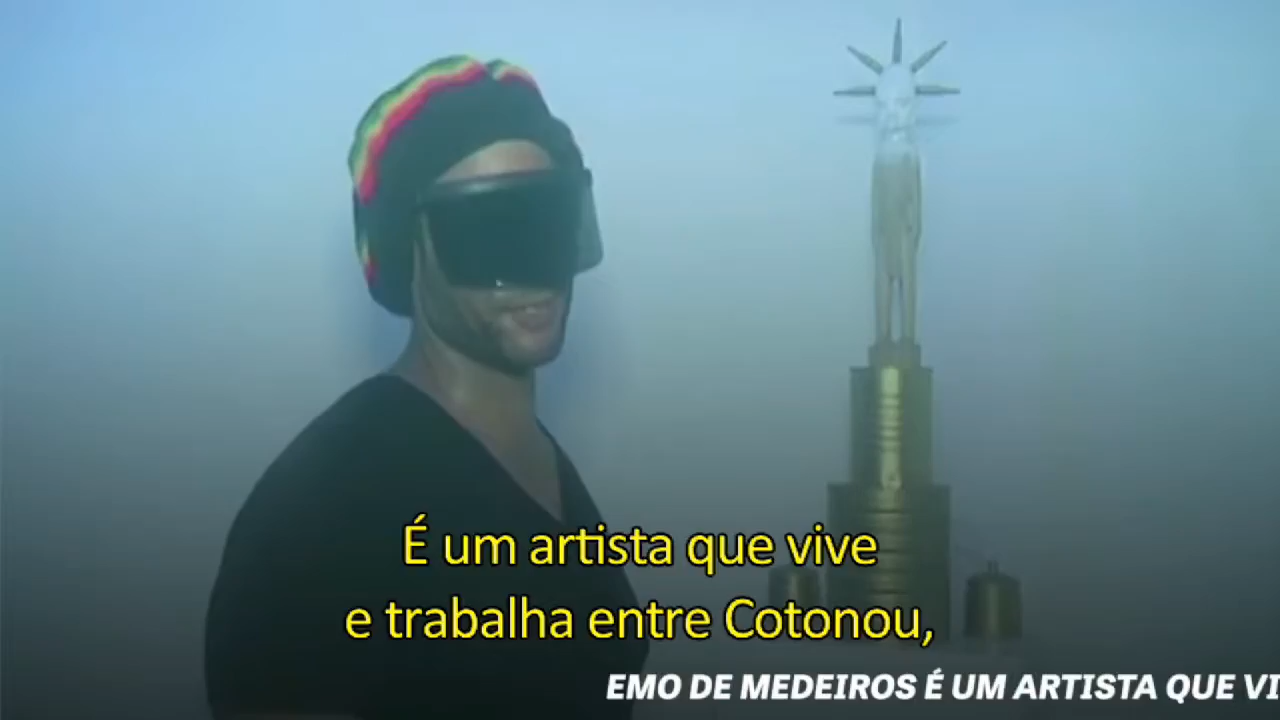 É um artista que vive
e trabalha entre Cotonou,
EMO DE MEDEIROS É UM ARTISTA QUE VI